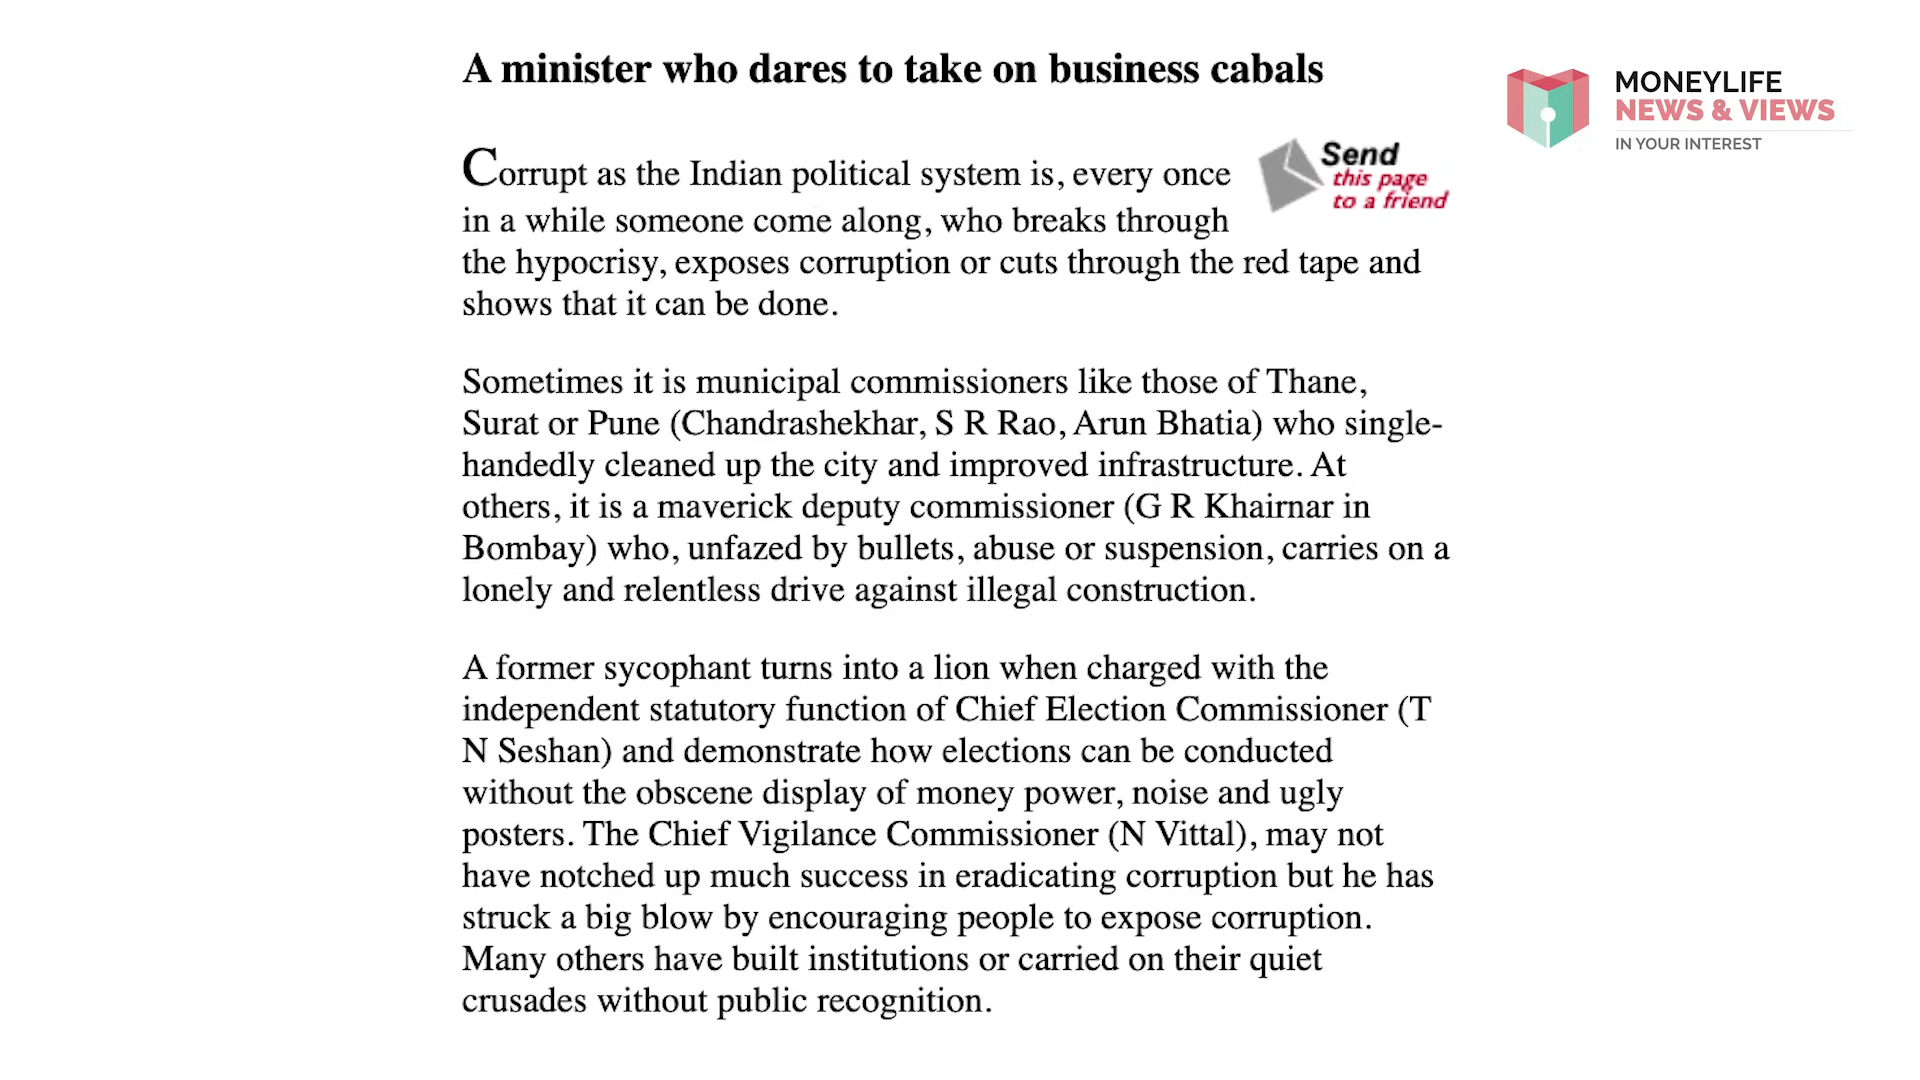 A minister who dares to take on business cabals
MONEYLIFE
NEWS & VIEWS
IN YOUR INTEREST
Send
this page
to a friend
Corrupt as the Indian political system is, every once
in a while someone come along, who breaks through
the hypocrisy, exposes corruption or cuts through the red tape and
shows that it can be done.
Sometimes it is municipal commissioners like those of Thane,
Surat or Pune (Chandrashekhar, S R Rao, Arun Bhatia) who single-
handedly cleaned up the city and improved infrastructure. At
others, it is a maverick deputy commissioner (G R Khairnar in
Bombay) who, unfazed by bullets, abuse or suspension, carries on a
lonely and relentless drive against illegal construction.
A former sycophant turns into a lion when charged with the
independent statutory function of Chief Election Commissioner (T
N Seshan) and demonstrate how elections can be conducted
without the obscene display of money power, noise and ugly
posters. The Chief Vigilance Commissioner (N Vittal), may not
have notched up much success in eradicating corruption but he has
struck a big blow by encouraging people to expose corruption.
Many others have built institutions or carried on their quiet
crusades without public recognition.